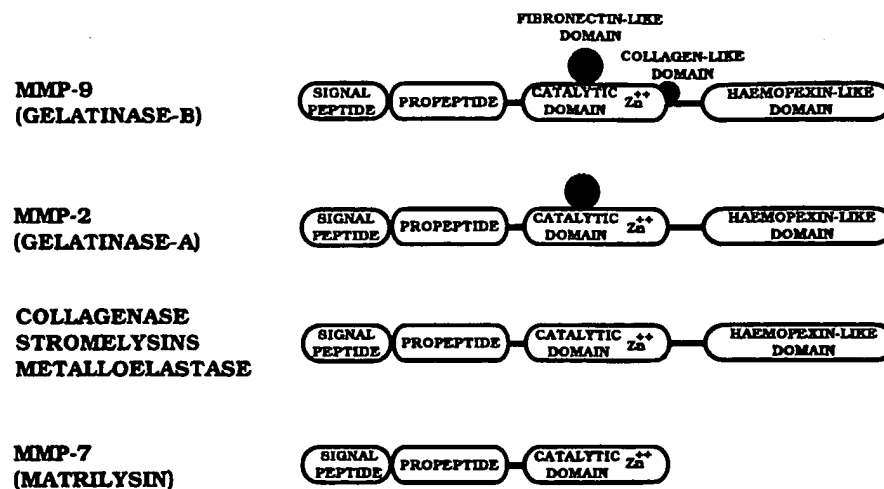 FIBRONECTIN-LIKE
DOMAIN
COLLAGEN-LIKE
DOMAIN
MMP-9
(GELATINASE-B)
SIGNAL
PEPTIDE
PROPEPTIDE
CATALYTIC
DOMAIN
Zn++
HAEMOPEXIN-LIKE
DOMAIN
MMP-2
(GELATINASE-A)
SIGNAL
PEPTIDE
PROPEPTIDE
CATALYTIC
DOMAIN
Zn++
HAEMOPEXIN-LIKE
DOMAIN
COLLAGENASE
STROMELYSINS
METALLOELASTASE
SIGNAL
PEPTIDE
PROPEPTIDE
CATALYTIC
DOMAIN
Zn++
HAEMOPEXIN-LIKE
DOMAIN
MMP-7
(MATRILYSIN)
SIGNAL
PEPTIDE
PROPEPTIDE
CATALYTIC
DOMAIN
Zn++